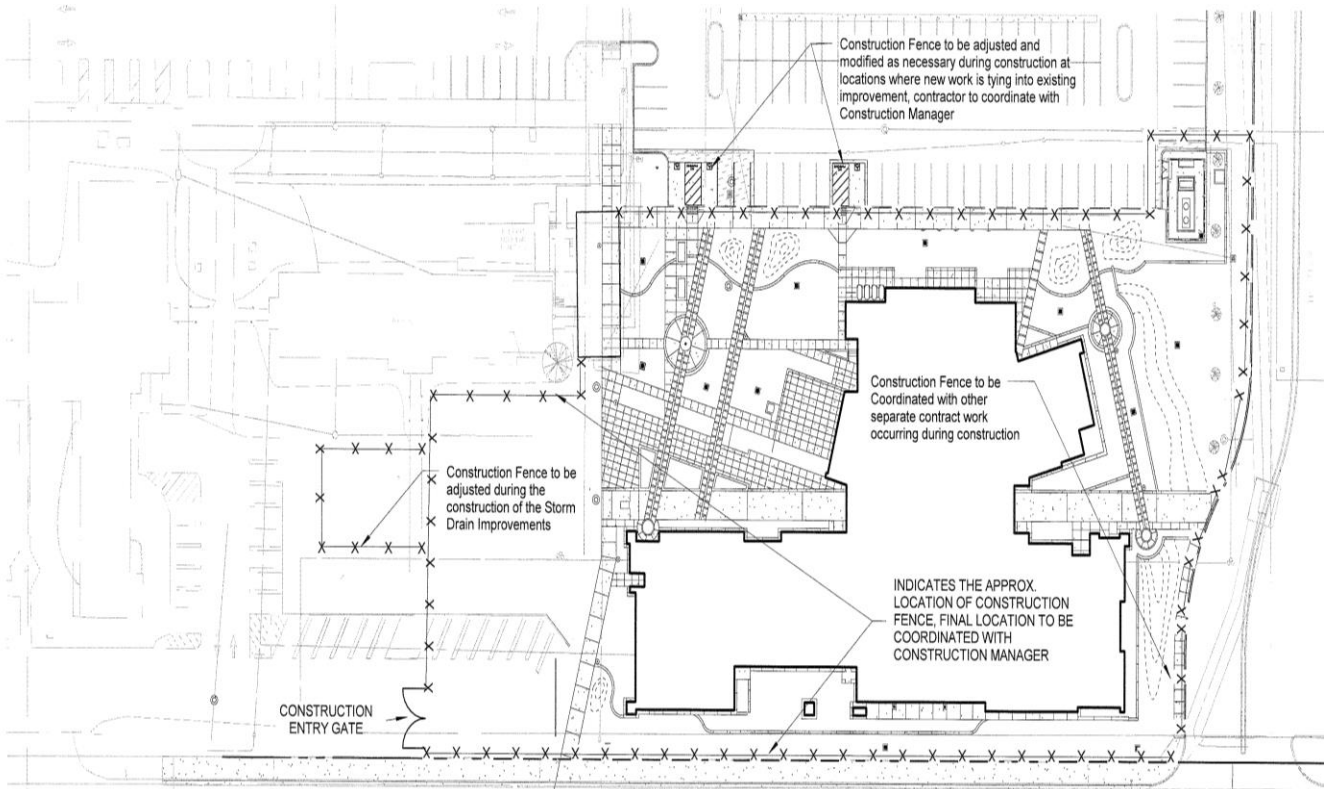 Construction Fence to be adjusted and
modified as necessary during construction at
locations where new work is tying into existing
improvement, contractor to coordinate with
Construction Manager
Construction Fence to be
Coordinated with other
separate contract work
occurring during construction
Construction Fence to be
adjusted during the
construction of the Storm
Drain Improvements
INDICATES THE APPROX.
LOCATION OF CONSTRUCTION
FENCE, FINAL LOCATION TO BE
COORDINATED WITH
CONSTRUCTION MANAGER
CONSTRUCTION
ENTRY GATE